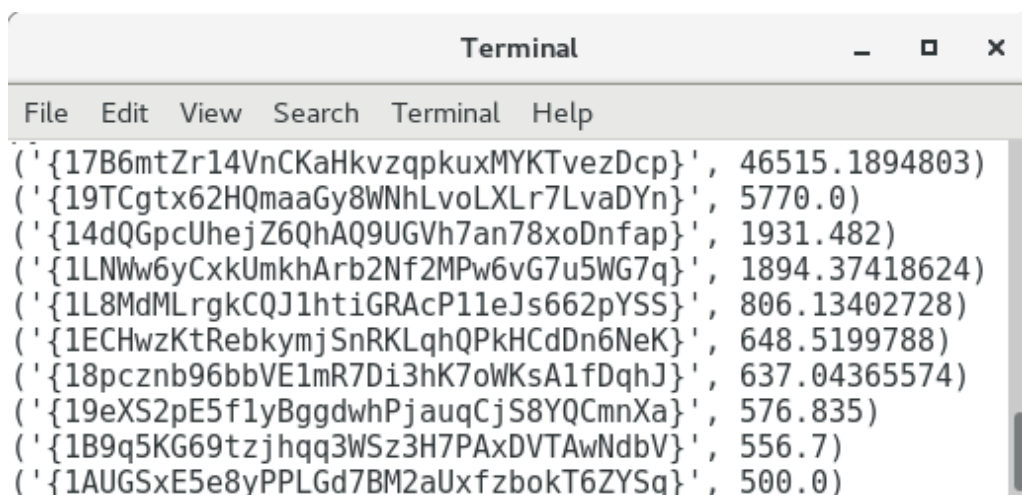 Terminal
File Edit View Search Terminal Help
('{17B6mtZr14VnCKaHkvzqpkuxMYKTvezDcp}', 46515.1894803)
('{19TCgtx62HQmaaGy8WNhLvoLXLr7LvaDYn}', 5770.0)
('{14dQGpcUhejZ6QhAQ9UGVh7an78xoDnfap}', 1931.482)
('{1LNWw6yCxkUmkhArb2Nf2MPw6vG7u5WG7q}', 1894.37418624)
('{1L8MdMLrgkCQJ1htiGRAcP11eJs662pYSS}', 806.13402728)
('{1ECHwzKtRebkymjSnRKLqhQPkHCdDn6NeK}', 648.5199788)
('{18pcznb96bbVE1mR7Di3hK7oWKsA1fDqhJ}', 637.04365574)
('{19eXS2pE5f1yBggdwhPjauqCjS8YQCmnXa}', 576.835)
('{1B9q5KG69tzjhqq3WSz3H7PAxDVTAwNdbV}', 556.7)
('{1AUGSxE5e8yPPLGd7BM2aUxfzbokT6ZYSq}', 500.0)